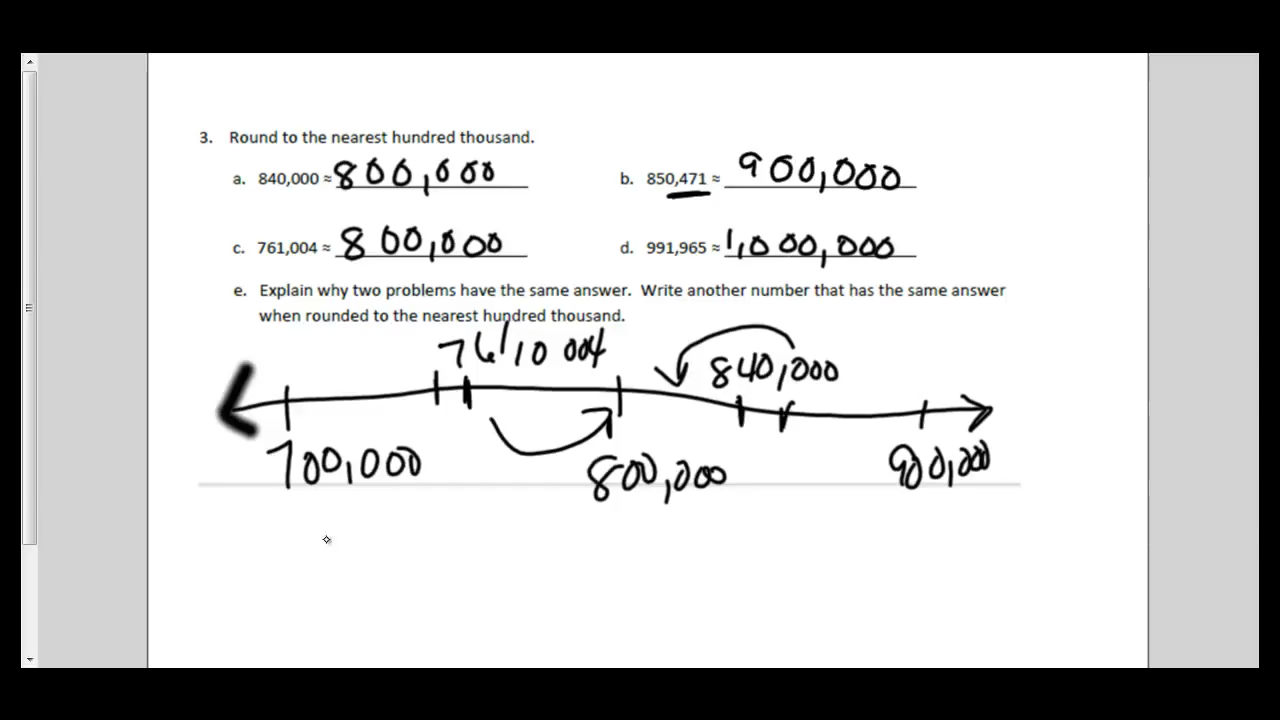 3. Round to the nearest hundred thousand.
a. 840,000 ≈ 800,000 b. 850,471 ≈ 900,000
c. 761,004 ≈ 800,000 d. 991,965 ≈ 1,000,000
e. Explain why two problems have the same answer. Write another number that has the same answer
when rounded to the nearest hundred thousand.
761,004 840,000
700,000 800,000 900,000